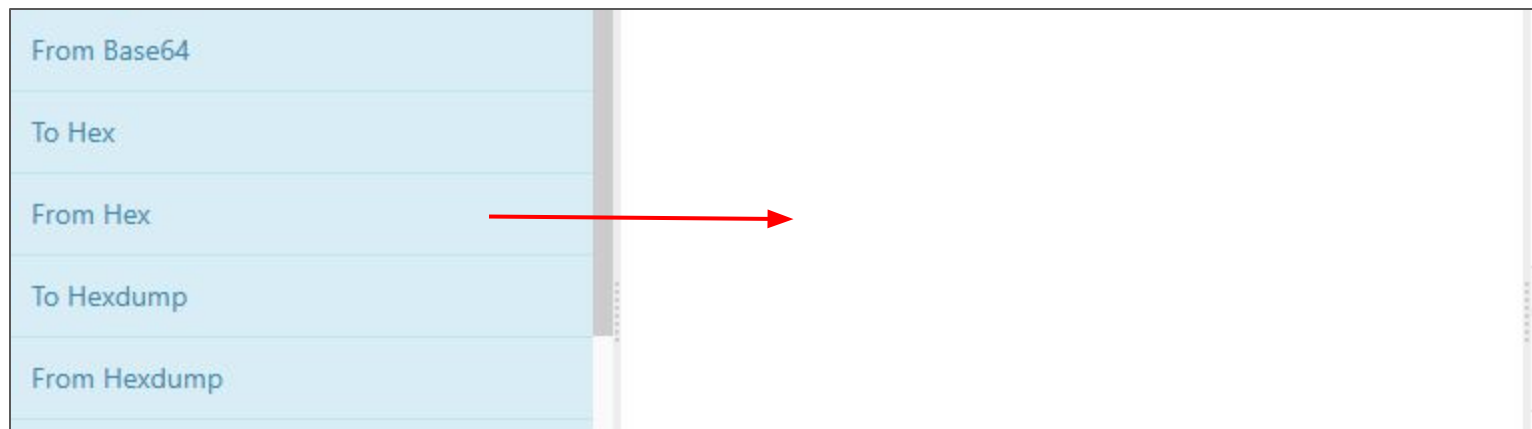 From Base64
To Hex
From Hex
To Hexdump
From Hexdump